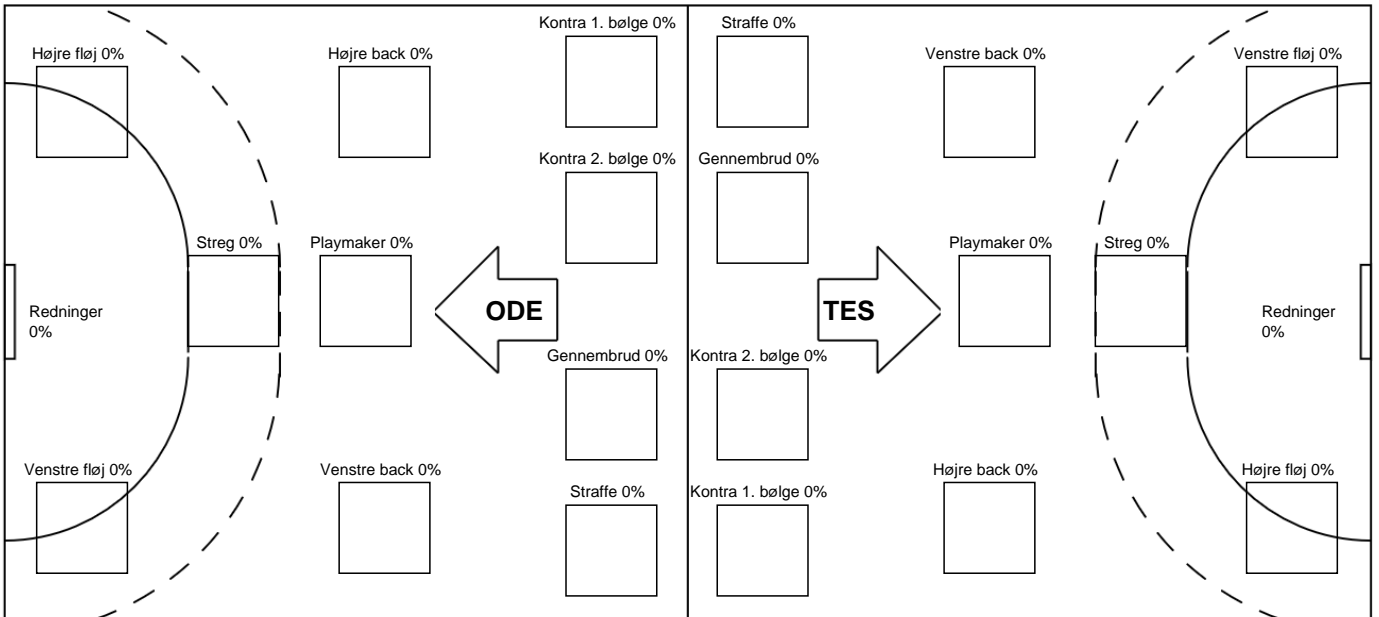 Kontra 1. bølge 0%
Straffe 0%
Højre fløj 0%
Højre back 0%
Venstre back 0%
Venstre fløj 0%
Kontra 2. bølge 0%
Gennembrud 0%
Streg 0%
Playmaker 0%
Playmaker 0%
Streg 0%
Redninger
0%
ODE
TES
Redninger
0%
Gennembrud 0%
Kontra 2. bølge 0%
Venstre fløj 0%
Venstre back 0%
Straffe 0%
Kontra 1. bølge 0%
Højre back 0%
Højre fløj 0%